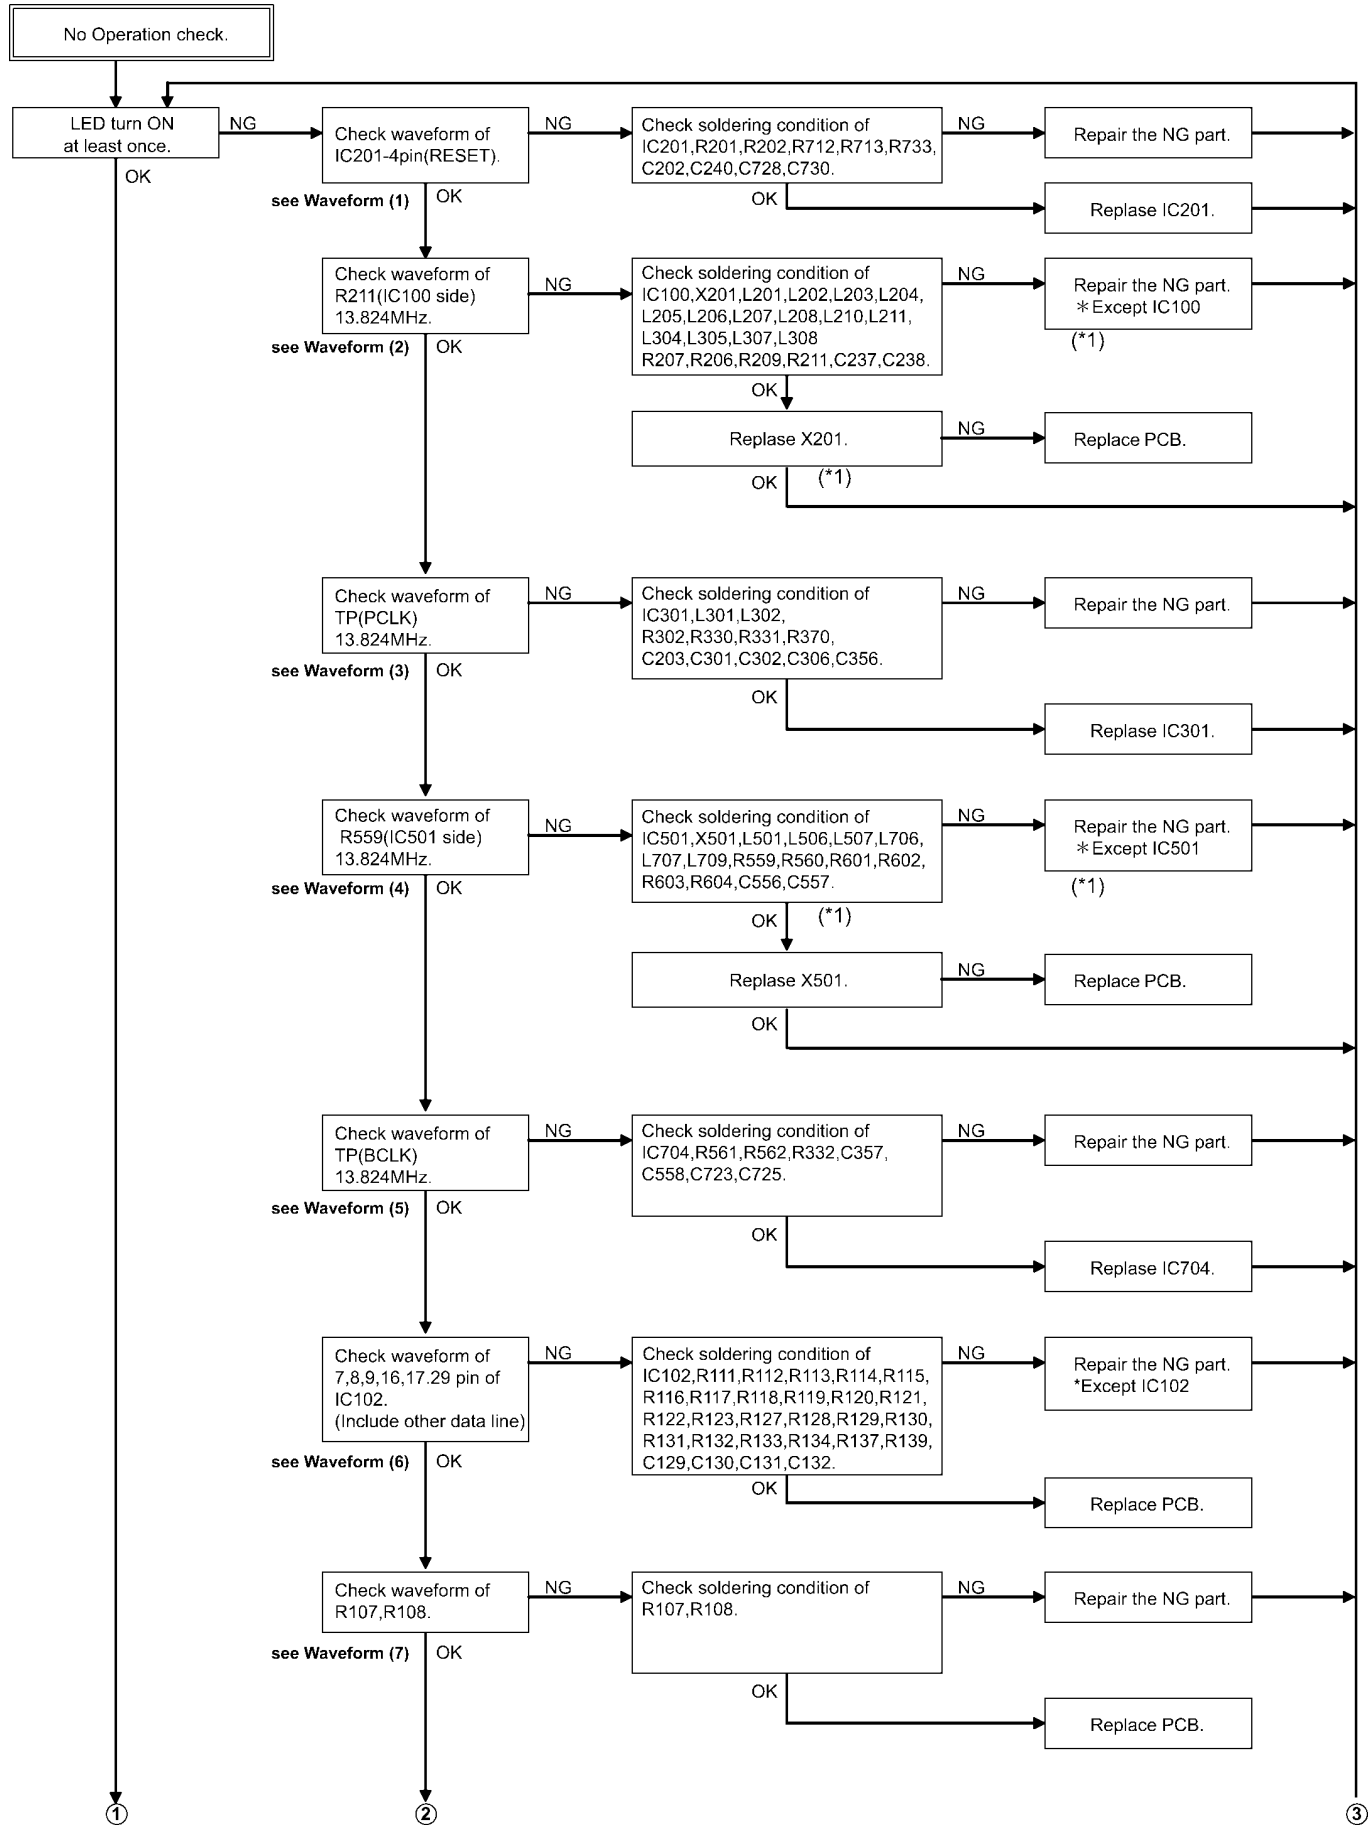 No Operation check.
LED turn ON
at least once.
NG
OK
Check waveform of
IC201-4pin(RESET).
NG
see Waveform (1)
OK
Check soldering condition of
IC201,R201,R202,R712,R713,R733,
C202,C240,C728,C730.
NG
OK
Repair the NG part.
Replase IC201.
Check waveform of
R211(IC100 side)
13.824MHz.
NG
see Waveform (2)
OK
Check soldering condition of
IC100,X201,L201,L202,L203,L204,
L205,L206,L207,L208,L210,L211,
L304,L305,L307,L308
R207,R206,R209,R211,C237,C238.
NG
OK
Repair the NG part.
＊Except IC100
(*1)
Replase X201.
NG
(*1)
OK
Replace PCB.
Check waveform of
TP(PCLK)
13.824MHz.
NG
see Waveform (3)
OK
Check soldering condition of
IC301,L301,L302,
R302,R330,R331,R370,
C203,C301,C302,C306,C356.
NG
OK
Repair the NG part.
Replase IC301.
Check waveform of
R559(IC501 side)
13.824MHz.
NG
see Waveform (4)
OK
Check soldering condition of
IC501,X501,L501,L506,L507,L706,
L707,L709,R559,R560,R601,R602,
R603,R604,C556,C557.
NG
OK
(*1)
Repair the NG part.
＊Except IC501
(*1)
Replase X501.
NG
OK
Replace PCB.
Check waveform of
TP(BCLK)
13.824MHz.
NG
see Waveform (5)
OK
Check soldering condition of
IC704,R561,R562,R332,C357,
C558,C723,C725.
NG
OK
Repair the NG part.
Replase IC704.
Check waveform of
7,8,9,16,17.29 pin of
IC102.
(Include other data line)
NG
see Waveform (6)
OK
Check soldering condition of
IC102,R111,R112,R113,R114,R115,
R116,R117,R118,R119,R120,R121,
R122,R123,R127,R128,R129,R130,
R131,R132,R133,R134,R137,R139,
C129,C130,C131,C132.
NG
OK
Repair the NG part.
*Except IC102
Replace PCB.
Check waveform of
R107,R108.
NG
see Waveform (7)
OK
Check soldering condition of
R107,R108.
NG
OK
Repair the NG part.
Replace PCB.
①
②
③